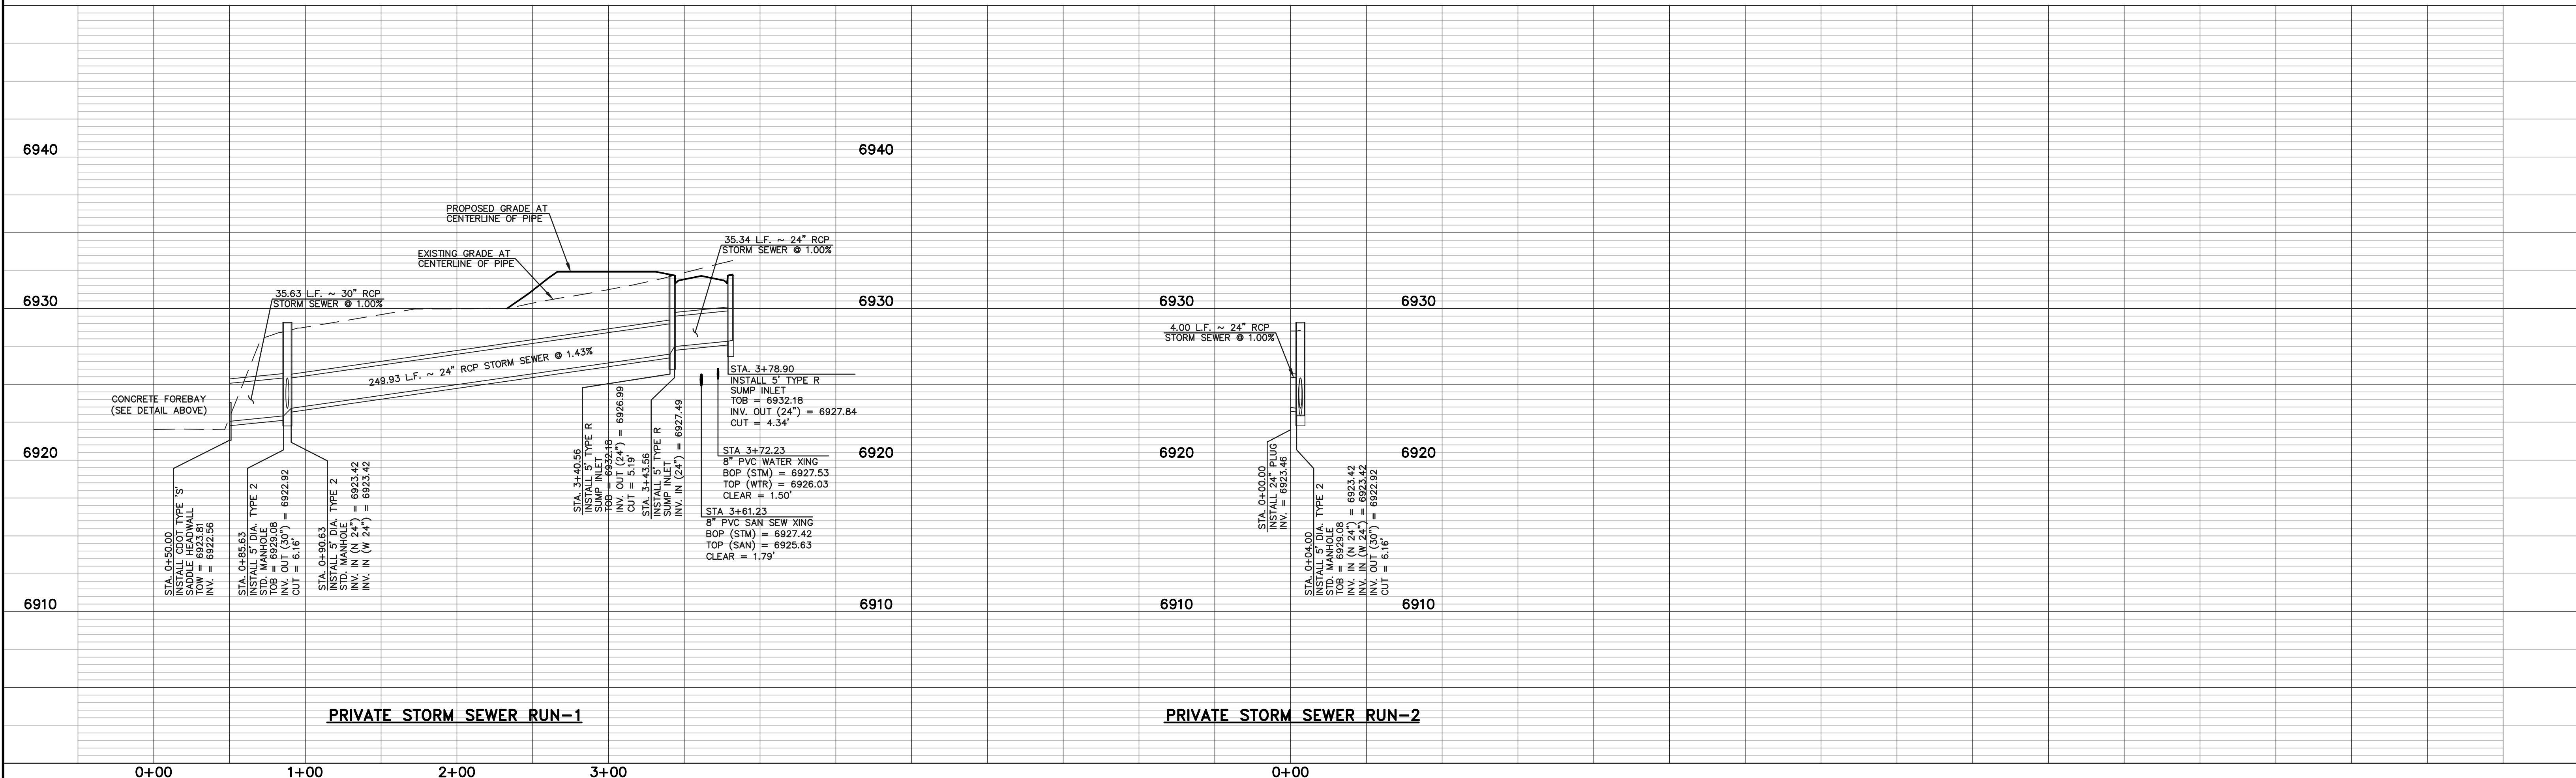 6940
6940
PROPOSED GRADE AT
CENTERLINE OF PIPE
EXISTING GRADE AT
CENTERLINE OF PIPE
35.34 L.F. ~ 24" RCP
STORM SEWER @ 1.00%
6930
35.63 L.F. ~ 30" RCP
STORM SEWER @ 1.00%
6930
6930
6930
249.93 L.F. ~ 24" RCP STORM SEWER @ 1.43%
CONCRETE FOREBAY
(SEE DETAIL ABOVE)
4.00 L.F. ~ 24" RCP
STORM SEWER @ 1.00%
STA. 3+78.90
INSTALL 5' TYPE R
SUMP INLET
TOB = 6932.18
INV. OUT (24") = 6927.84
CUT = 4.34'
6920
6920
6920
6920
STA 3+72.23
8" PVC WATER XING
BOP (STM) = 6927.53
TOP (WTR) = 6926.03
CLEAR = 1.50'
STA 3+61.23
8" PVC SAN SEW XING
BOP (STM) = 6927.42
TOP (SAN) = 6925.63
CLEAR = 1.79'
STA. 0+50.00
INSTALL CDOT TYPE 'S'
SADDLE HEADWALL
TOW = 6923.81
INV. = 6922.56
STA. 0+85.63
INSTALL 5' DIA. TYPE 2
STD. MANHOLE
TOB = 6929.08
INV. OUT (30") = 6922.92
CUT = 6.16'
STA. 0+90.63
INSTALL 5' DIA. TYPE 2
STD. MANHOLE
INV. IN (N 24") = 6923.42
INV. IN (W 24") = 6923.42
STA. 3+40.56
INSTALL 5' TYPE R
SUMP INLET
TOB = 6932.18
INV. OUT (24") = 6926.99
CUT = 5.19'
STA. 3+43.56
INSTALL 5' TYPE R
SUMP INLET
INV. IN (24") = 6927.49
STA. 0+00.00
INSTALL 24" PLUG
INV. = 6923.46
STA. 0+04.00
INSTALL 5' DIA. TYPE 2
STD. MANHOLE
TOB = 6929.08
INV. IN (N 24") = 6923.42
INV. IN (W 24") = 6923.42
INV. OUT (30") = 6922.92
CUT = 6.16'
6910
6910
6910
6910
PRIVATE STORM SEWER RUN-1
PRIVATE STORM SEWER RUN-2
0+00
1+00
2+00
3+00
0+00